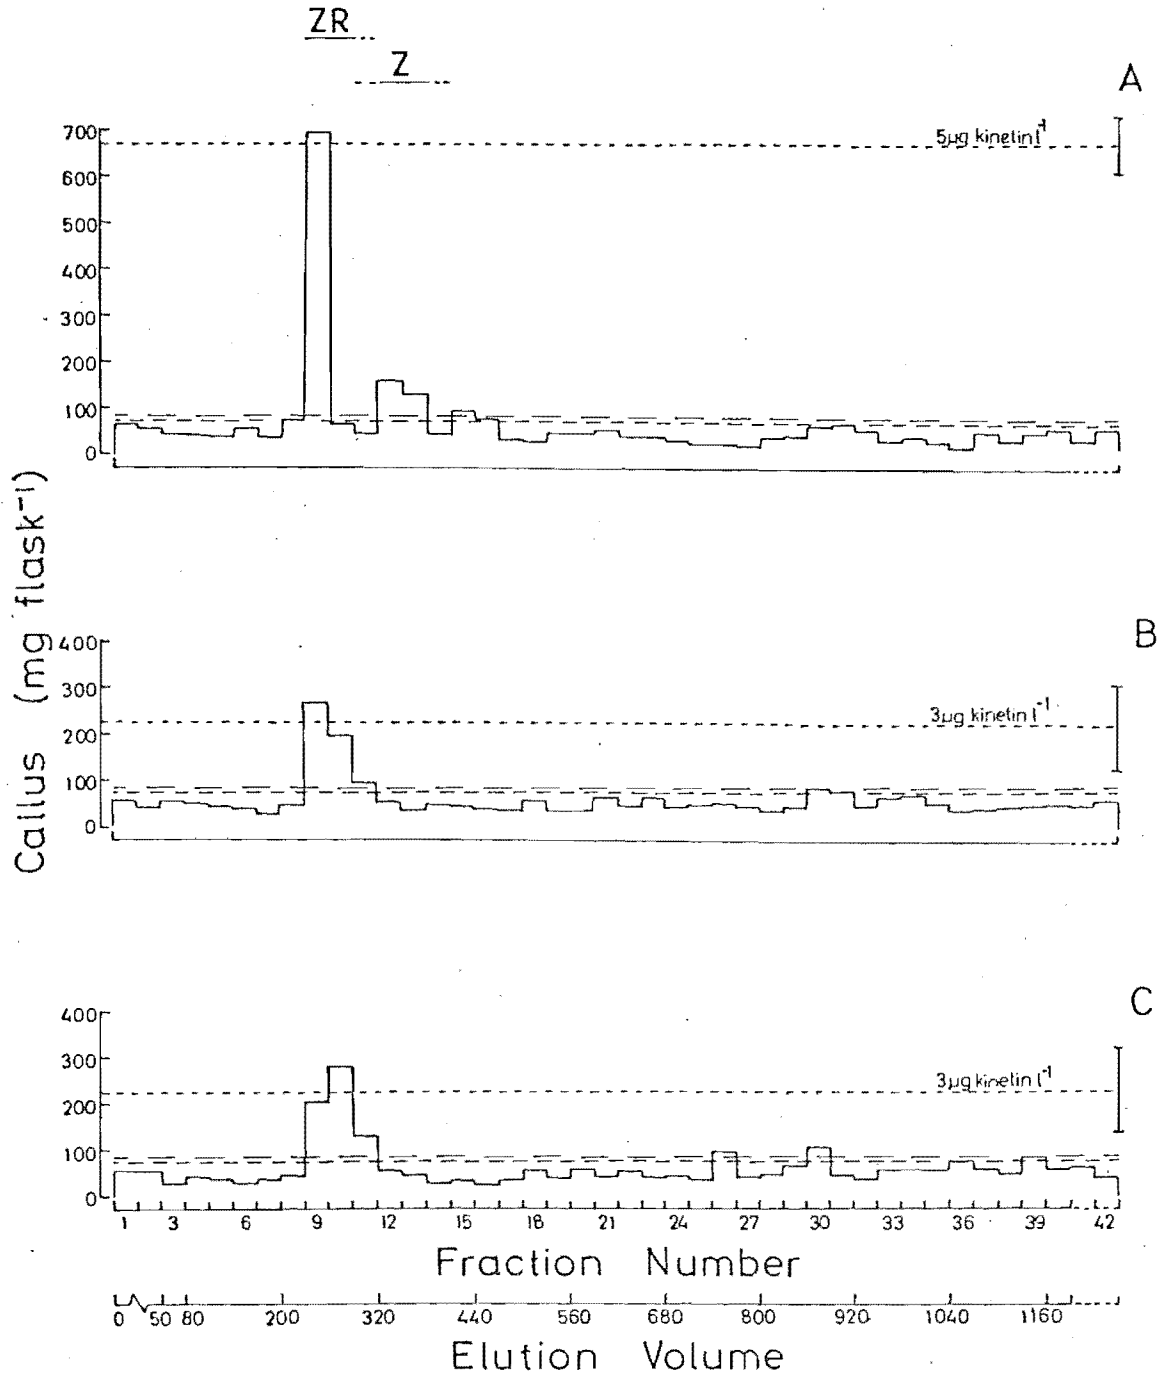 ZR
Z
A
700
600
500
400
300
200
100
0
5µg kinetin l⁻¹
Callus (mg flask⁻¹)
B
400
300
200
100
0
3µg kinetin l⁻¹
C
400
300
200
100
0
3µg kinetin l⁻¹
1 3 6 9 12 15 18 21 24 27 30 33 36 39 42
Fraction Number
0 50 80 200 320 440 560 680 800 920 1040 1160
Elution Volume